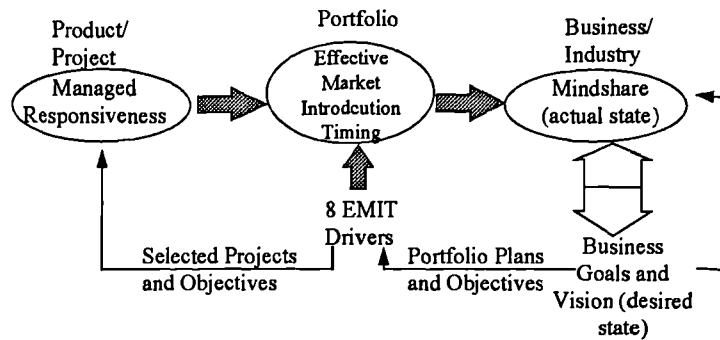 Product/
Project
Managed
Responsiveness
Portfolio
Effective
Market
Introdcution
Timing
Business/
Industry
Mindshare
(actual state)
8 EMIT
Drivers
Selected Projects
and Objectives
Portfolio Plans
and Objectives
Business
Goals and
Vision (desired
state)